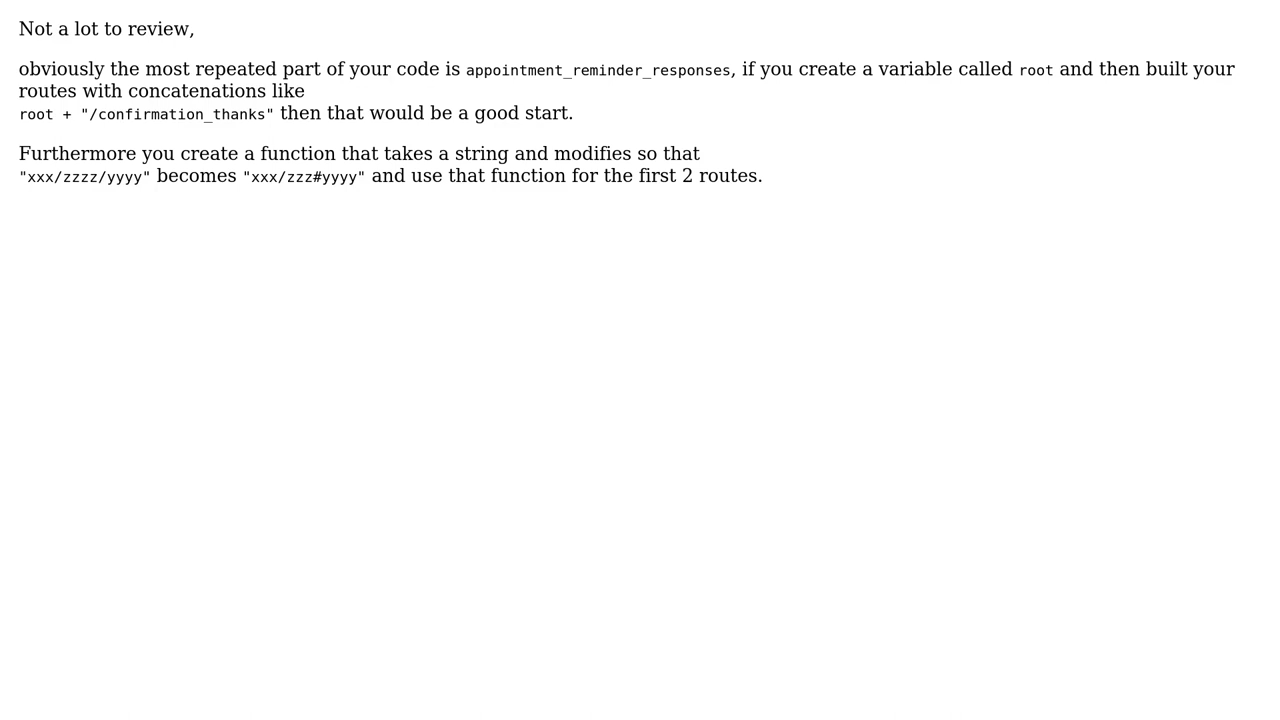 Not a lot to review,
obviously the most repeated part of your code is appointment_reminder_responses, if you create a variable called root and then built your
routes with concatenations like
root + "/confirmation_thanks" then that would be a good start.
Furthermore you create a function that takes a string and modifies so that
"xxx/zzzz/yyyy" becomes "xxx/zzz#yyyy" and use that function for the first 2 routes.